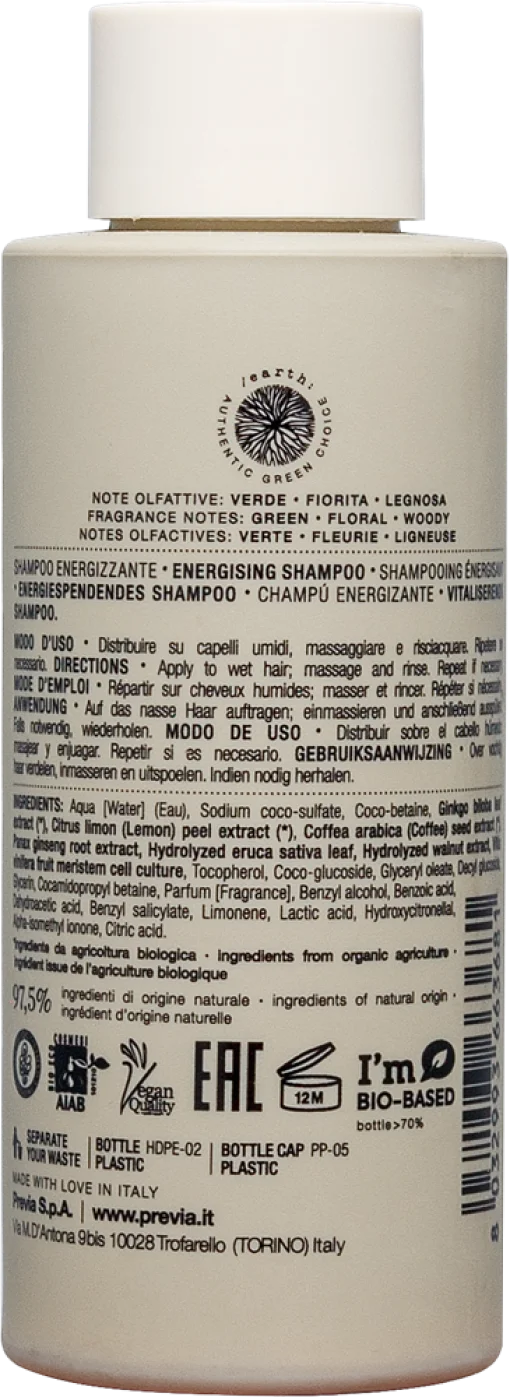 /earth:
AUTHENTIC GREEN CHOICE
NOTE OLFATTIVE: VERDE • FIORITA • LEGNOSA
FRAGRANCE NOTES: GREEN • FLORAL • WOODY
NOTES OLFACTIVES: VERTE • FLEURIE • LIGNEUSE
SHAMPOO ENERGIZZANTE • ENERGISING SHAMPOO • SHAMPOOING ÉNERGISANT
• ENERGIESPENDENDES SHAMPOO • CHAMPÚ ENERGIZANTE • VITALISEREND
SHAMPOO.
MODO D'USO • Distribuire su capelli umidi, massaggiare e risciacquare. Ripetere
necessario. DIRECTIONS • Apply to wet hair; massage and rinse. Repeat if necessary
MODE D'EMPLOI • Répartir sur cheveux humides; masser et rincer. Répéter si nécessaire.
ANWENDUNG • Auf das nasse Haar auftragen; einmassieren und anschließend
Falls notwendig, wiederholen. MODO DE USO • Distribuir sobre el cabello
masajear y enjuagar. Repetir si es necesario. GEBRUIKSAANWIJZING • Over
haar verdelen, inmasseren en uitspoelen. Indien nodig herhalen.
INGREDIENTS: Aqua [Water] (Eau), Sodium coco-sulfate, Coco-betaine, Ginkgo biloba leaf
extract (*), Citrus limon (Lemon) peel extract (*), Coffea arabica (Coffee) seed extract (*),
Panax ginseng root extract, Hydrolyzed eruca sativa leaf, Hydrolyzed walnut extract, Vitis
vinifera fruit meristem cell culture, Tocopherol, Coco-glucoside, Glyceryl oleate, Decyl glucoside,
Glycerin, Cocamidopropyl betaine, Parfum [Fragrance], Benzyl alcohol, Benzoic acid,
Dehydroacetic acid, Benzyl salicylate, Limonene, Lactic acid, Hydroxycitronellal,
Alpha-isomethyl ionone, Citric acid.
*Ingrediente da agricoltura biologica • Ingredients from organic agriculture •
Ingrédient issue de l'agriculture biologique
97,5% ingredienti di origine naturale • ingredients of natural origin •
ingrédient d'origine naturelle
BIO ECO COSMESI
AIAB
Vegan
Quality
EAC
12M
I'm
BIO-BASED
bottle>70%
SEPARATE
YOUR WASTE
BOTTLE HDPE-02
PLASTIC
BOTTLE CAP PP-05
PLASTIC
MADE WITH LOVE IN ITALY
Previa S.p.A. | www.previa.it
Via M.D'Antona 9bis 10028 Trofarello (TORINO) Italy